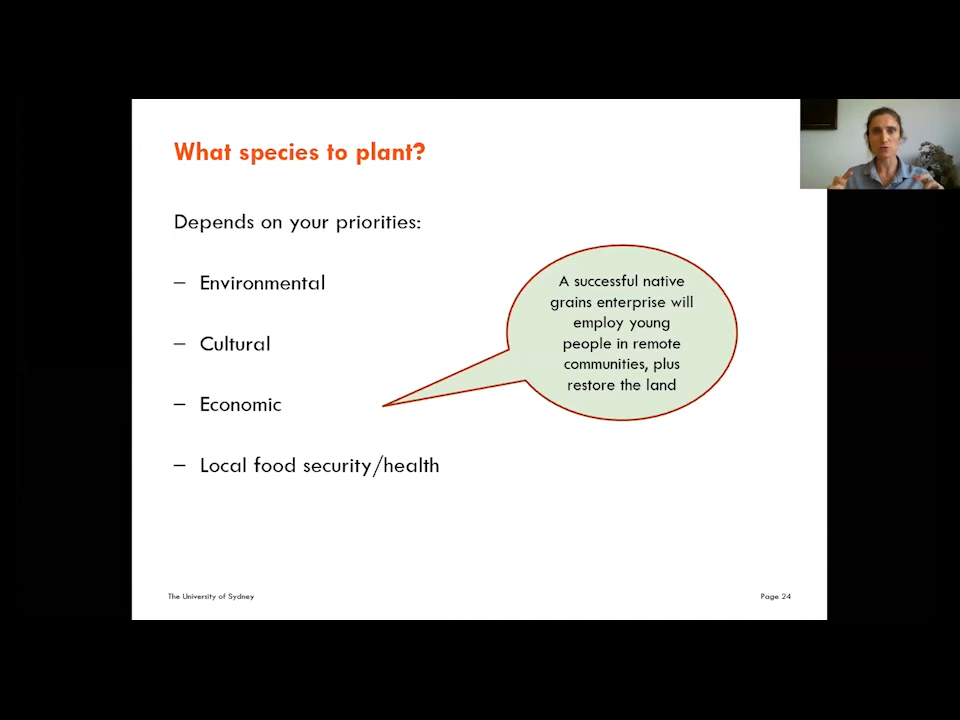 What species to plant?
Depends on your priorities:
– Environmental
– Cultural
– Economic
– Local food security/health
A successful native
grains enterprise will
employ young
people in remote
communities, plus
restore the land
The University of Sydney
Page 24